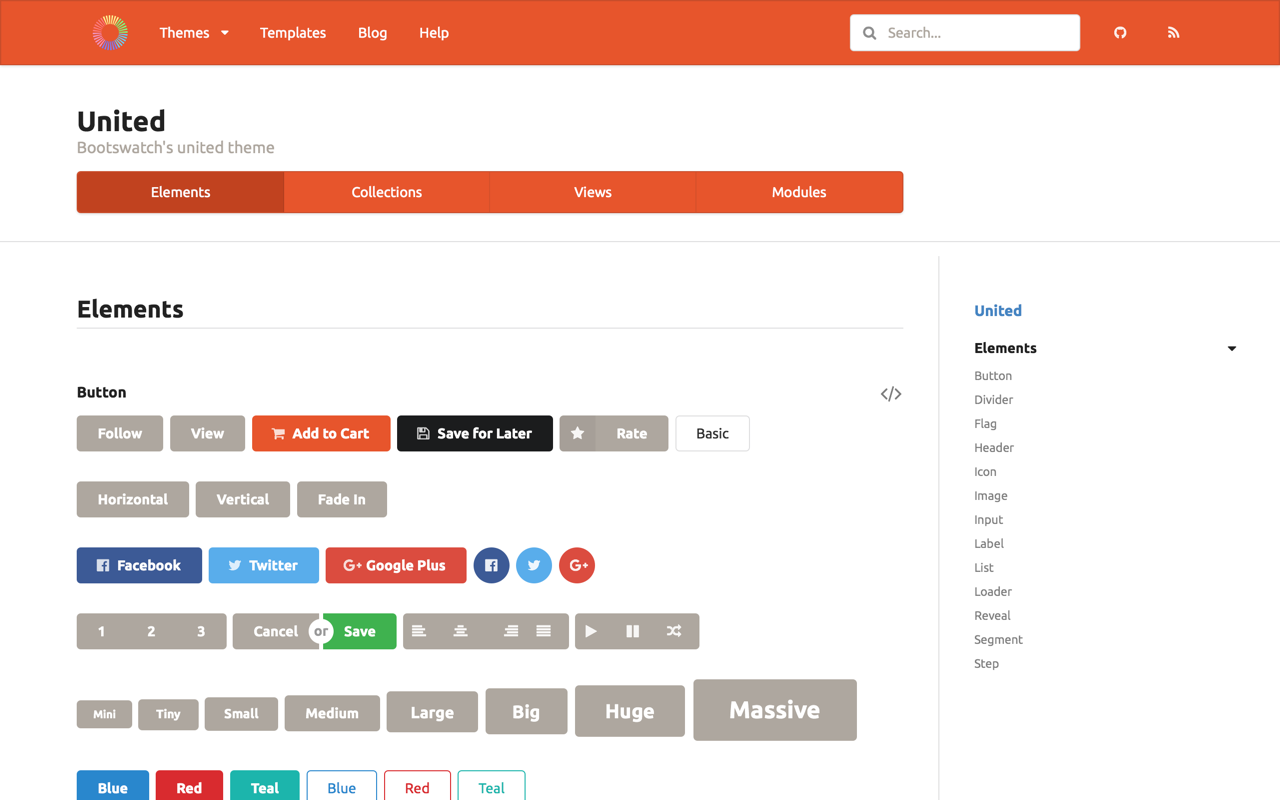 Themes Templates Blog Help Search...
United
Bootswatch's united theme
Elements Collections Views Modules
Elements
Button </>
Follow View Add to Cart Save for Later Rate Basic
Horizontal Vertical Fade In
Facebook Twitter G+ Google Plus G+
1 2 3 Cancel or Save
Mini Tiny Small Medium Large Big Huge Massive
Blue Red Teal Blue Red Teal
United
Elements
Button
Divider
Flag
Header
Icon
Image
Input
Label
List
Loader
Reveal
Segment
Step